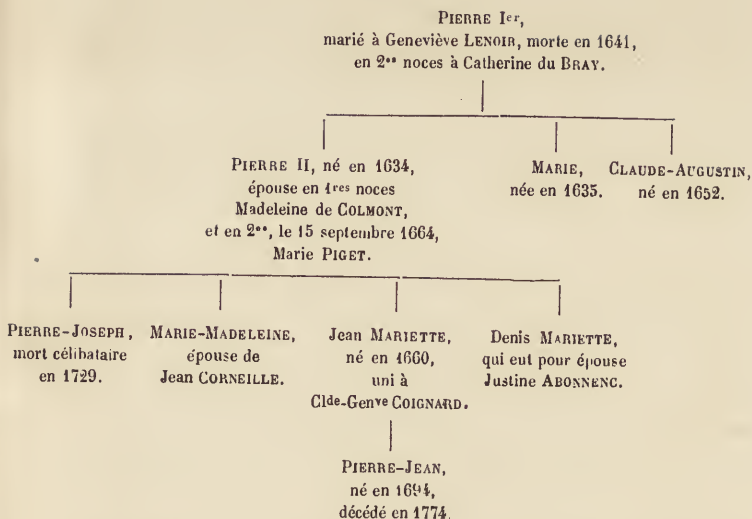 PIERRE Ier,
marié à Geneviève LENOIR, morte en 1641,
en 2es noces à Catherine du BRAY.
PIERRE II, né en 1634,
épouse en 1res noces
Madeleine de COLMONT,
et en 2es, le 15 septembre 1664,
Marie PIGET.
MARIE,
née en 1635.
CLAUDE-AUGUSTIN,
né en 1652.
PIERRE-JOSEPH,
mort célibataire
en 1729.
MARIE-MADELEINE,
épouse de
Jean CORNEILLE.
Jean MARIETTE,
né en 1660,
uni à
Clde-Genve COIGNARD.
Denis MARIETTE,
qui eut pour épouse
Justine ABONNENC.
PIERRE-JEAN,
né en 1694,
décédé en 1774.